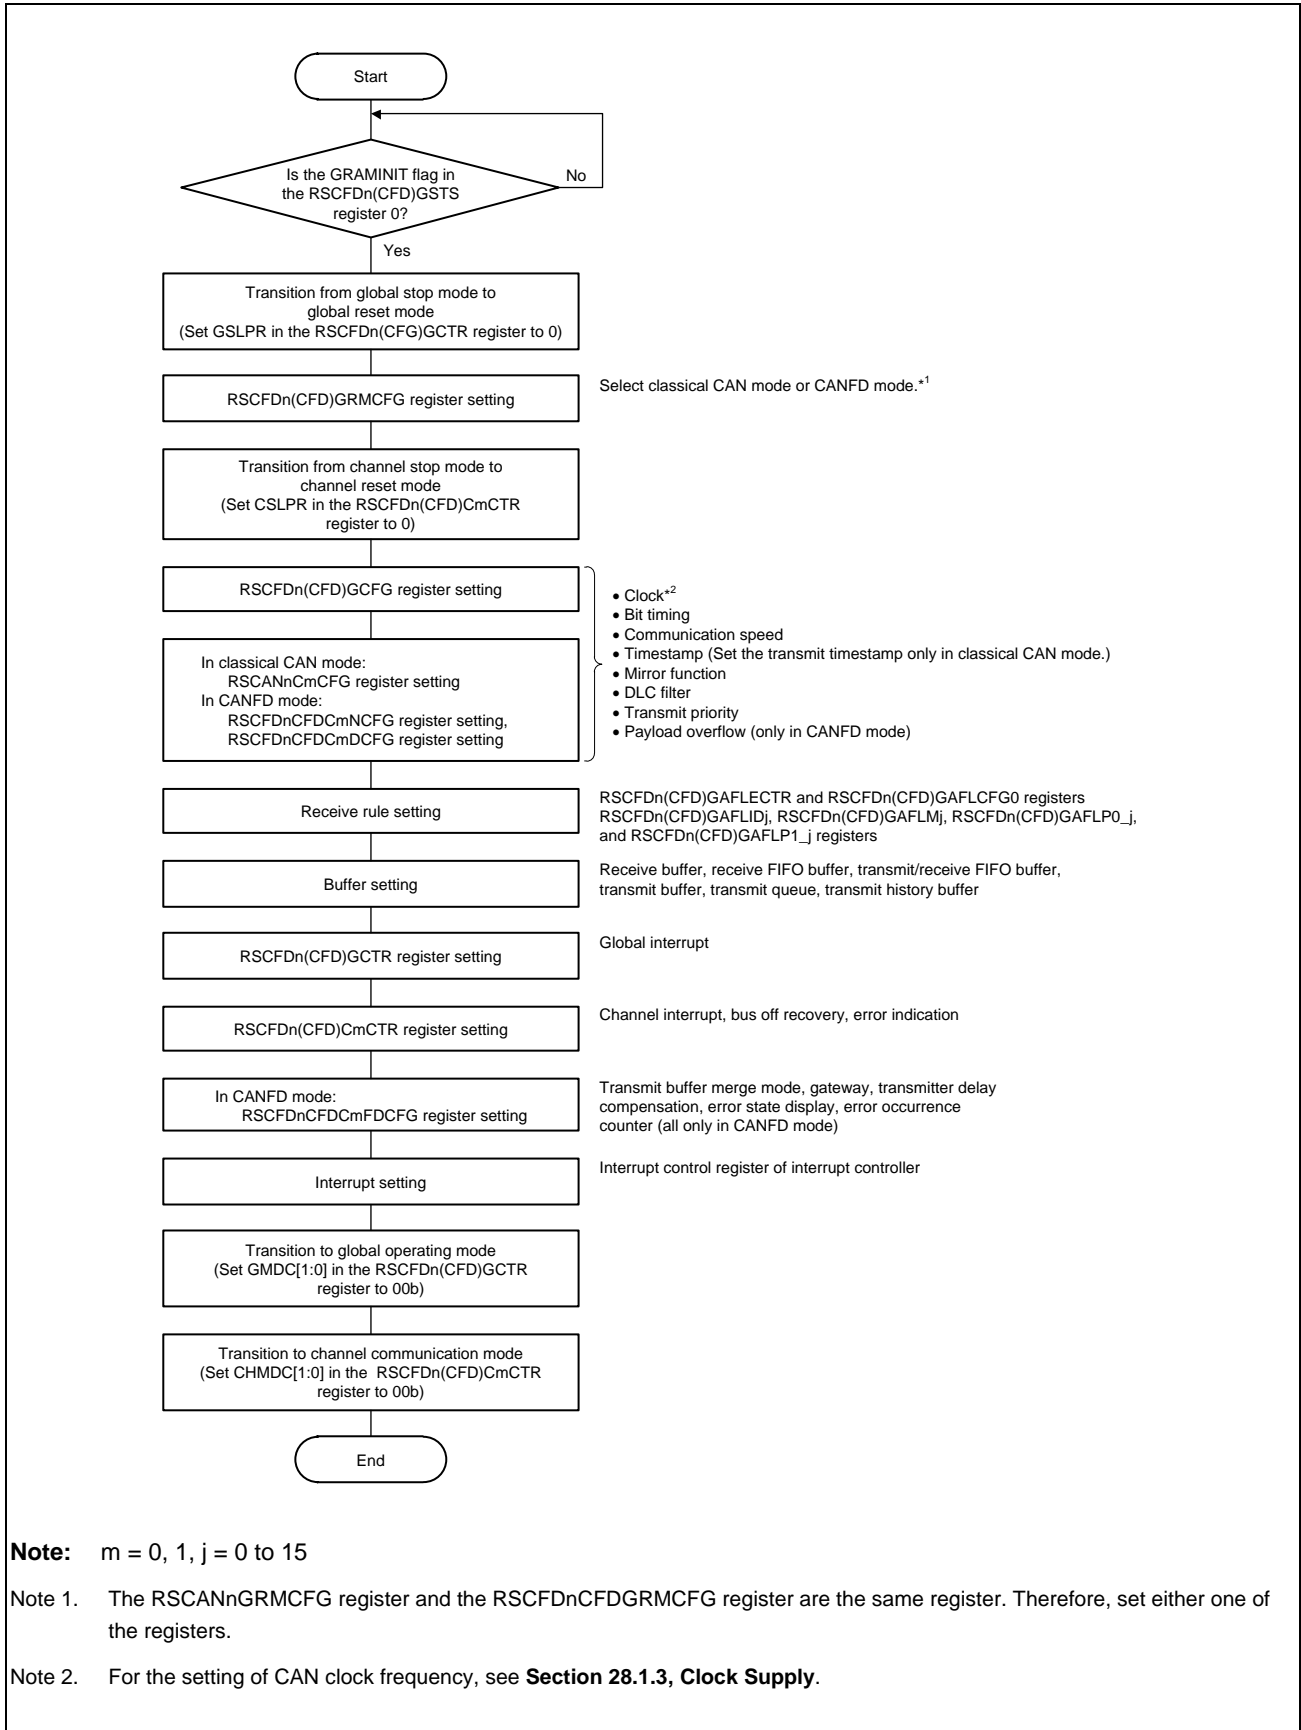 Start
Is the GRAMINIT flag in
the RSCFDn(CFD)GSTS
register 0?
No
Yes
Transition from global stop mode to
global reset mode
(Set GSLPR in the RSCFDn(CFG)GCTR register to 0)
RSCFDn(CFD)GRMCFG register setting
Select classical CAN mode or CANFD mode.*1
Transition from channel stop mode to
channel reset mode
(Set CSLPR in the RSCFDn(CFD)CmCTR
register to 0)
RSCFDn(CFD)GCFG register setting
In classical CAN mode:
RSCANnCmCFG register setting
In CANFD mode:
RSCFDnCFDCmNCFG register setting,
RSCFDnCFDCmDCFG register setting
• Clock*2
• Bit timing
• Communication speed
• Timestamp (Set the transmit timestamp only in classical CAN mode.)
• Mirror function
• DLC filter
• Transmit priority
• Payload overflow (only in CANFD mode)
Receive rule setting
RSCFDn(CFD)GAFLECTR and RSCFDn(CFD)GAFLCFG0 registers
RSCFDn(CFD)GAFLIDj, RSCFDn(CFD)GAFLMj, RSCFDn(CFD)GAFLP0_j,
and RSCFDn(CFD)GAFLP1_j registers
Buffer setting
Receive buffer, receive FIFO buffer, transmit/receive FIFO buffer,
transmit buffer, transmit queue, transmit history buffer
RSCFDn(CFD)GCTR register setting
Global interrupt
RSCFDn(CFD)CmCTR register setting
Channel interrupt, bus off recovery, error indication
In CANFD mode:
RSCFDnCFDCmFDCFG register setting
Transmit buffer merge mode, gateway, transmitter delay
compensation, error state display, error occurrence
counter (all only in CANFD mode)
Interrupt setting
Interrupt control register of interrupt controller
Transition to global operating mode
(Set GMDC[1:0] in the RSCFDn(CFD)GCTR
register to 00b)
Transition to channel communication mode
(Set CHMDC[1:0] in the RSCFDn(CFD)CmCTR
register to 00b)
End
Note: m = 0, 1, j = 0 to 15
Note 1. The RSCANnGRMCFG register and the RSCFDnCFDGRMCFG register are the same register. Therefore, set either one of
the registers.
Note 2. For the setting of CAN clock frequency, see Section 28.1.3, Clock Supply.